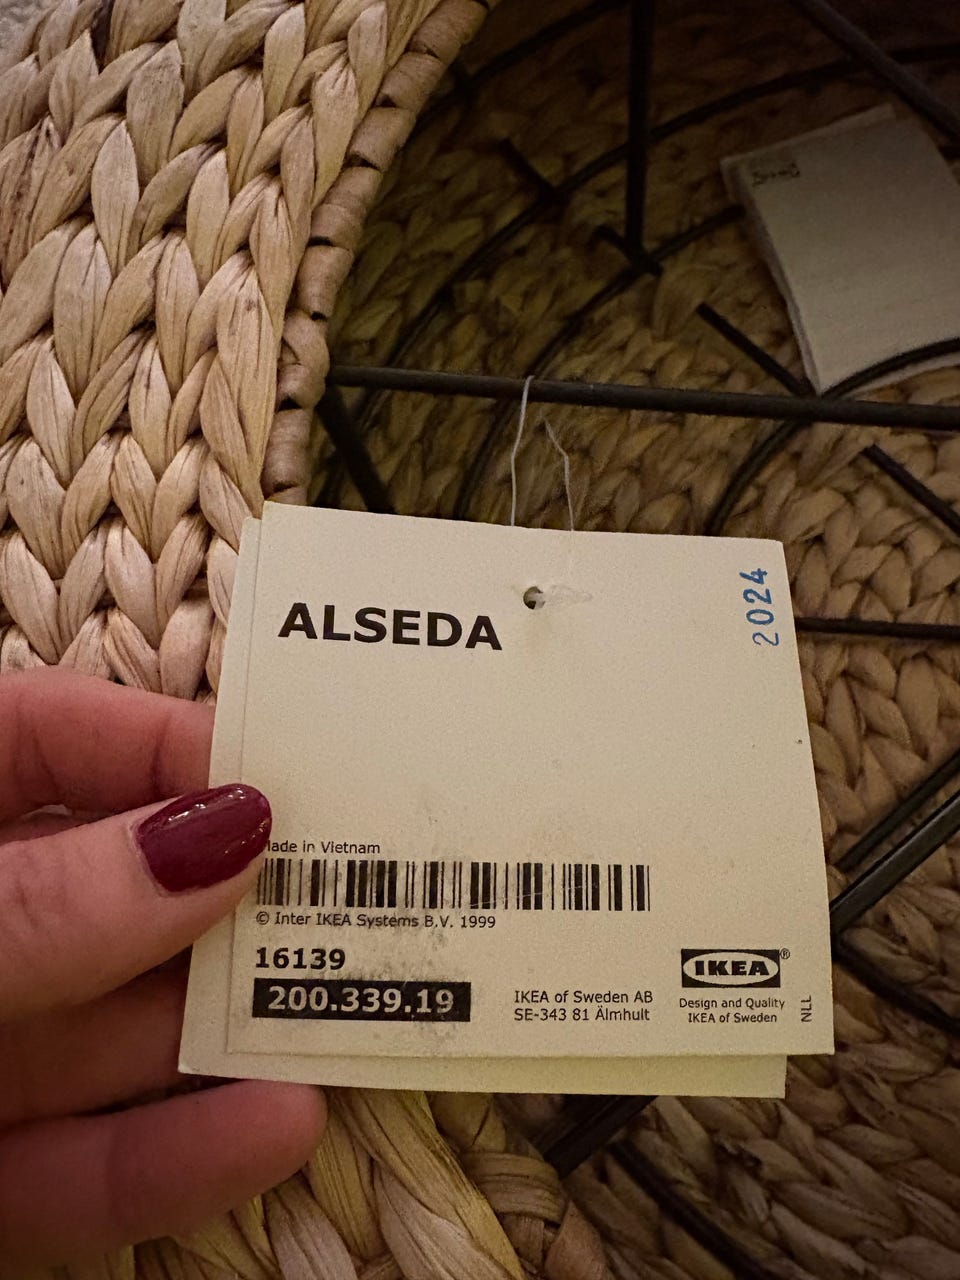 ALSEDA
2024
Made in Vietnam
© Inter IKEA Systems B.V. 1999
16139
200.339.19
IKEA of Sweden AB
SE-343 81 Älmhult
IKEA®
Design and Quality
IKEA of Sweden
NLL